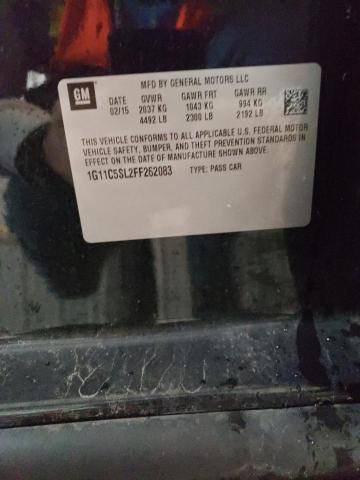 GM
MFD BY GENERAL MOTORS LLC
DATE GVWR GAWR FRT GAWR RR
02/15 2037 KG 1043 KG 994 KG
4492 LB 2300 LB 2192 LB
THIS VEHICLE CONFORMS TO ALL APPLICABLE U.S. FEDERAL MOTOR
VEHICLE SAFETY, BUMPER, AND THEFT PREVENTION STANDARDS IN
EFFECT ON THE DATE OF MANUFACTURE SHOWN ABOVE.
1G11C5SL2FF262083 TYPE: PASS CAR